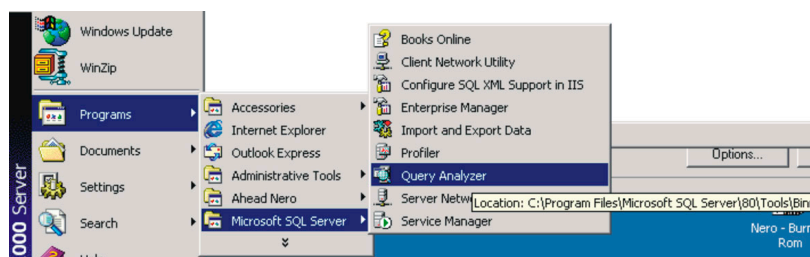 Windows Update
WinZip
Programs
Documents
Settings
Search
000 Server
Accessories
Internet Explorer
Outlook Express
Administrative Tools
Ahead Nero
Microsoft SQL Server
Books Online
Client Network Utility
Configure SQL XML Support in IIS
Enterprise Manager
Import and Export Data
Profiler
Query Analyzer
Server Netw
Location: C:\Program Files\Microsoft SQL Server\80\Tools\Bin
Service Manager
Options...
Nero - Burn
Rom